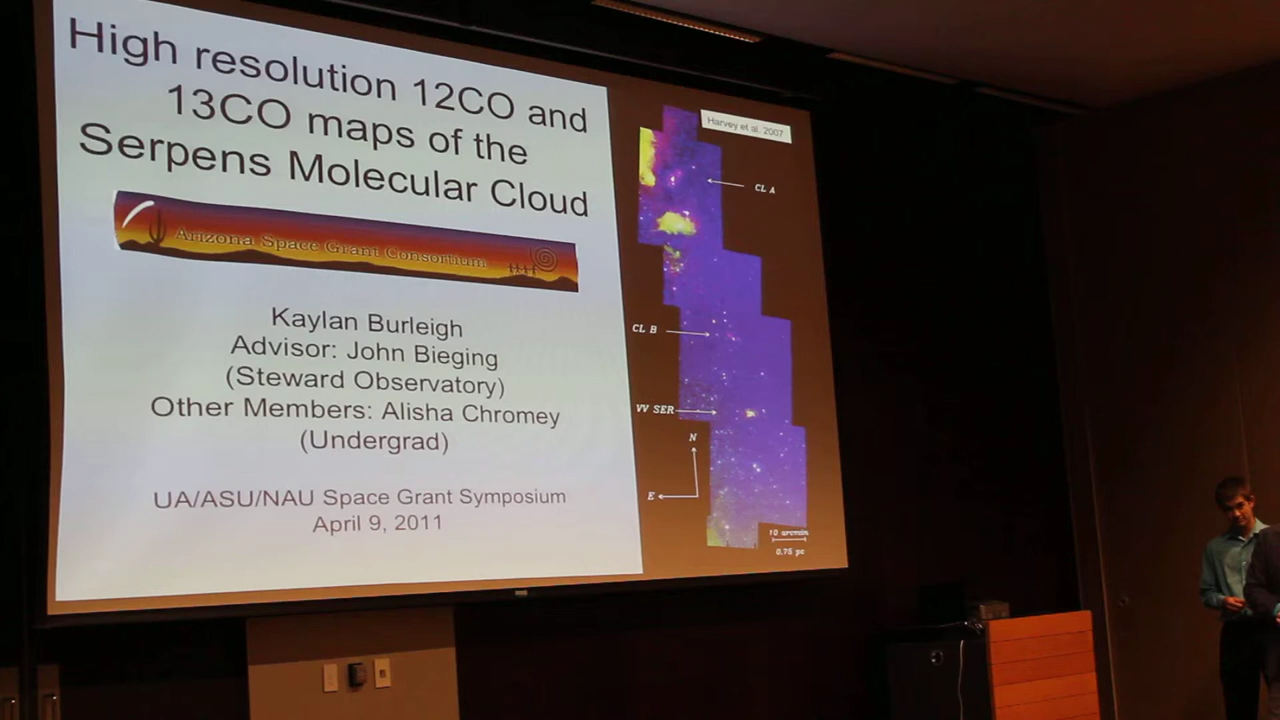 High resolution 12CO and
13CO maps of the
Serpens Molecular Cloud
Arizona Space Grant Consortium
Kaylan Burleigh
Advisor: John Bieging
(Steward Observatory)
Other Members: Alisha Chromey
(Undergrad)
UA/ASU/NAU Space Grant Symposium
April 9, 2011
Harvey et al. 2007
CL A
CL B
VV SER
N
E
10 arcmin
0.75 pc